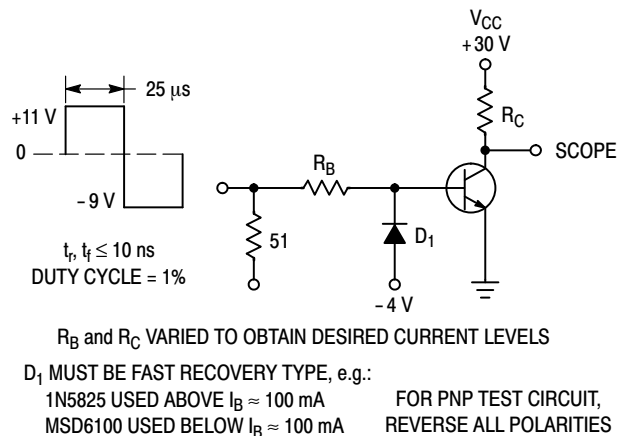 V_CC
+30 V
25 μs
+11 V
R_C
0
SCOPE
R_B
−9 V
51
D_1
t_r, t_f ≤ 10 ns
DUTY CYCLE = 1%
−4 V
R_B and R_C VARIED TO OBTAIN DESIRED CURRENT LEVELS
D_1 MUST BE FAST RECOVERY TYPE, e.g.:
1N5825 USED ABOVE I_B ≈ 100 mA
MSD6100 USED BELOW I_B ≈ 100 mA
FOR PNP TEST CIRCUIT,
REVERSE ALL POLARITIES